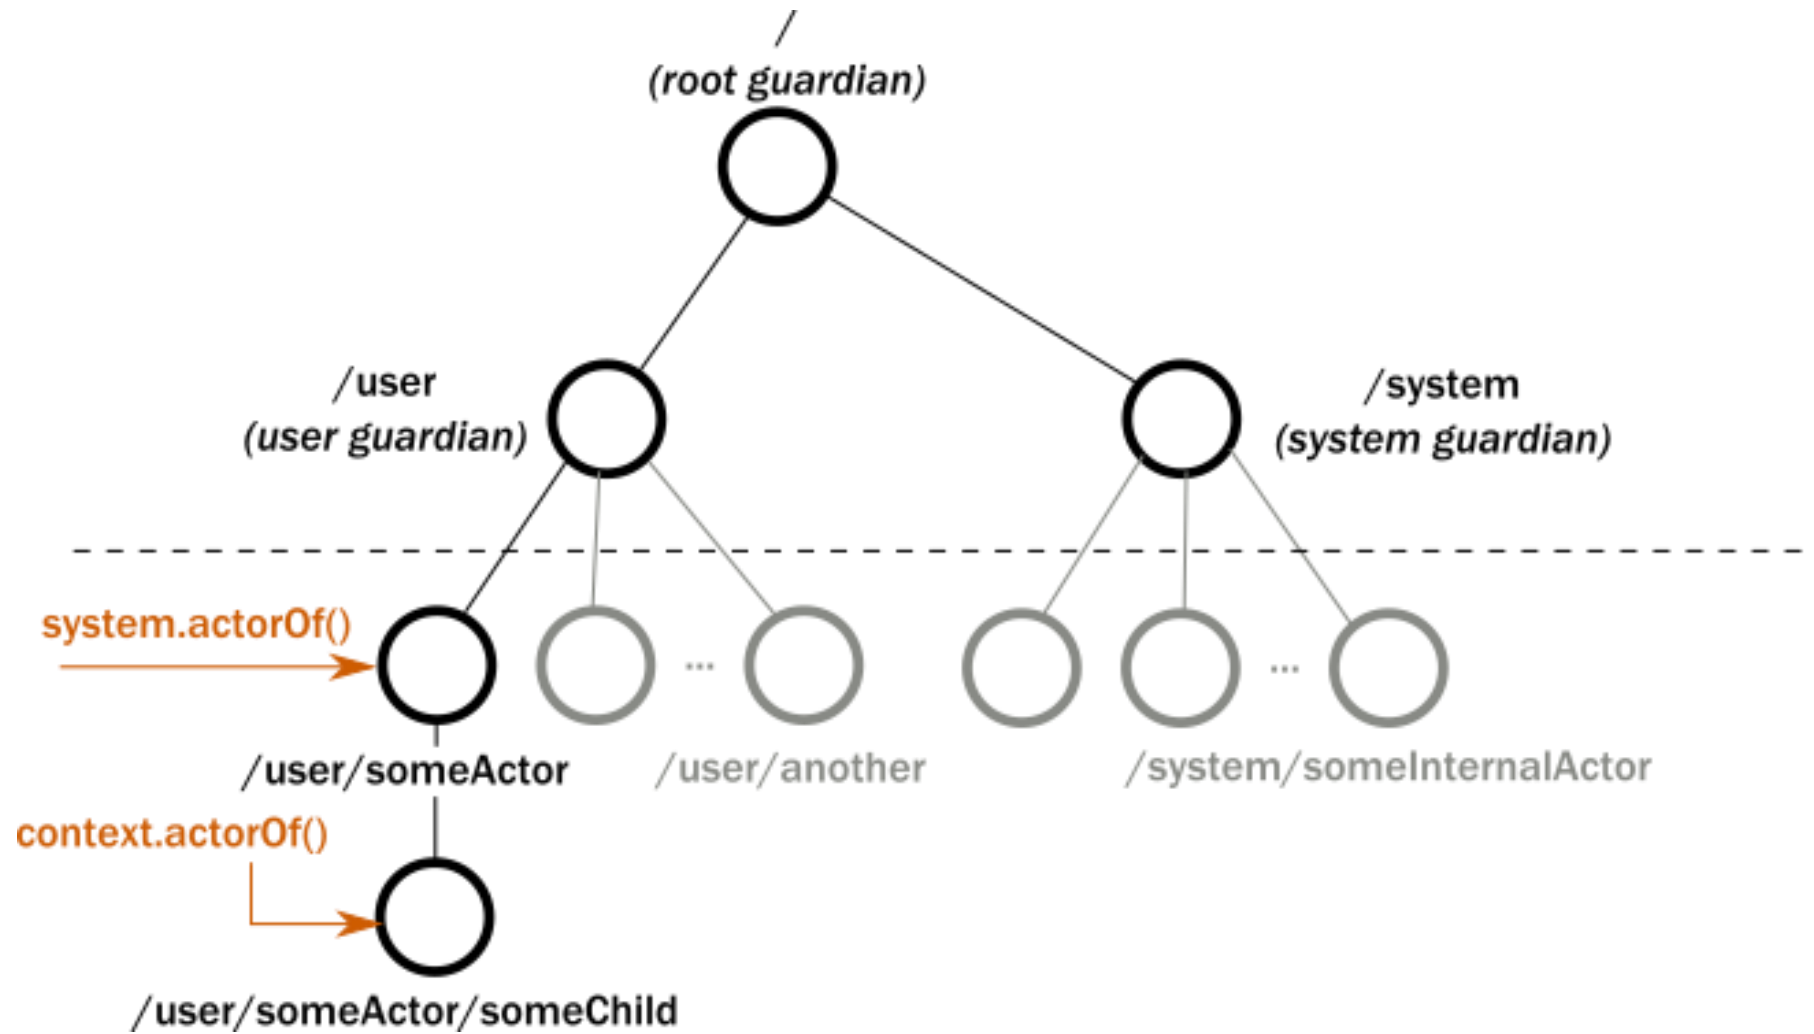 /
(root guardian)
/user
(user guardian)
/system
(system guardian)
system.actorOf()
...
...
/user/someActor
/user/another
/system/someInternalActor
context.actorOf()
/user/someActor/someChild